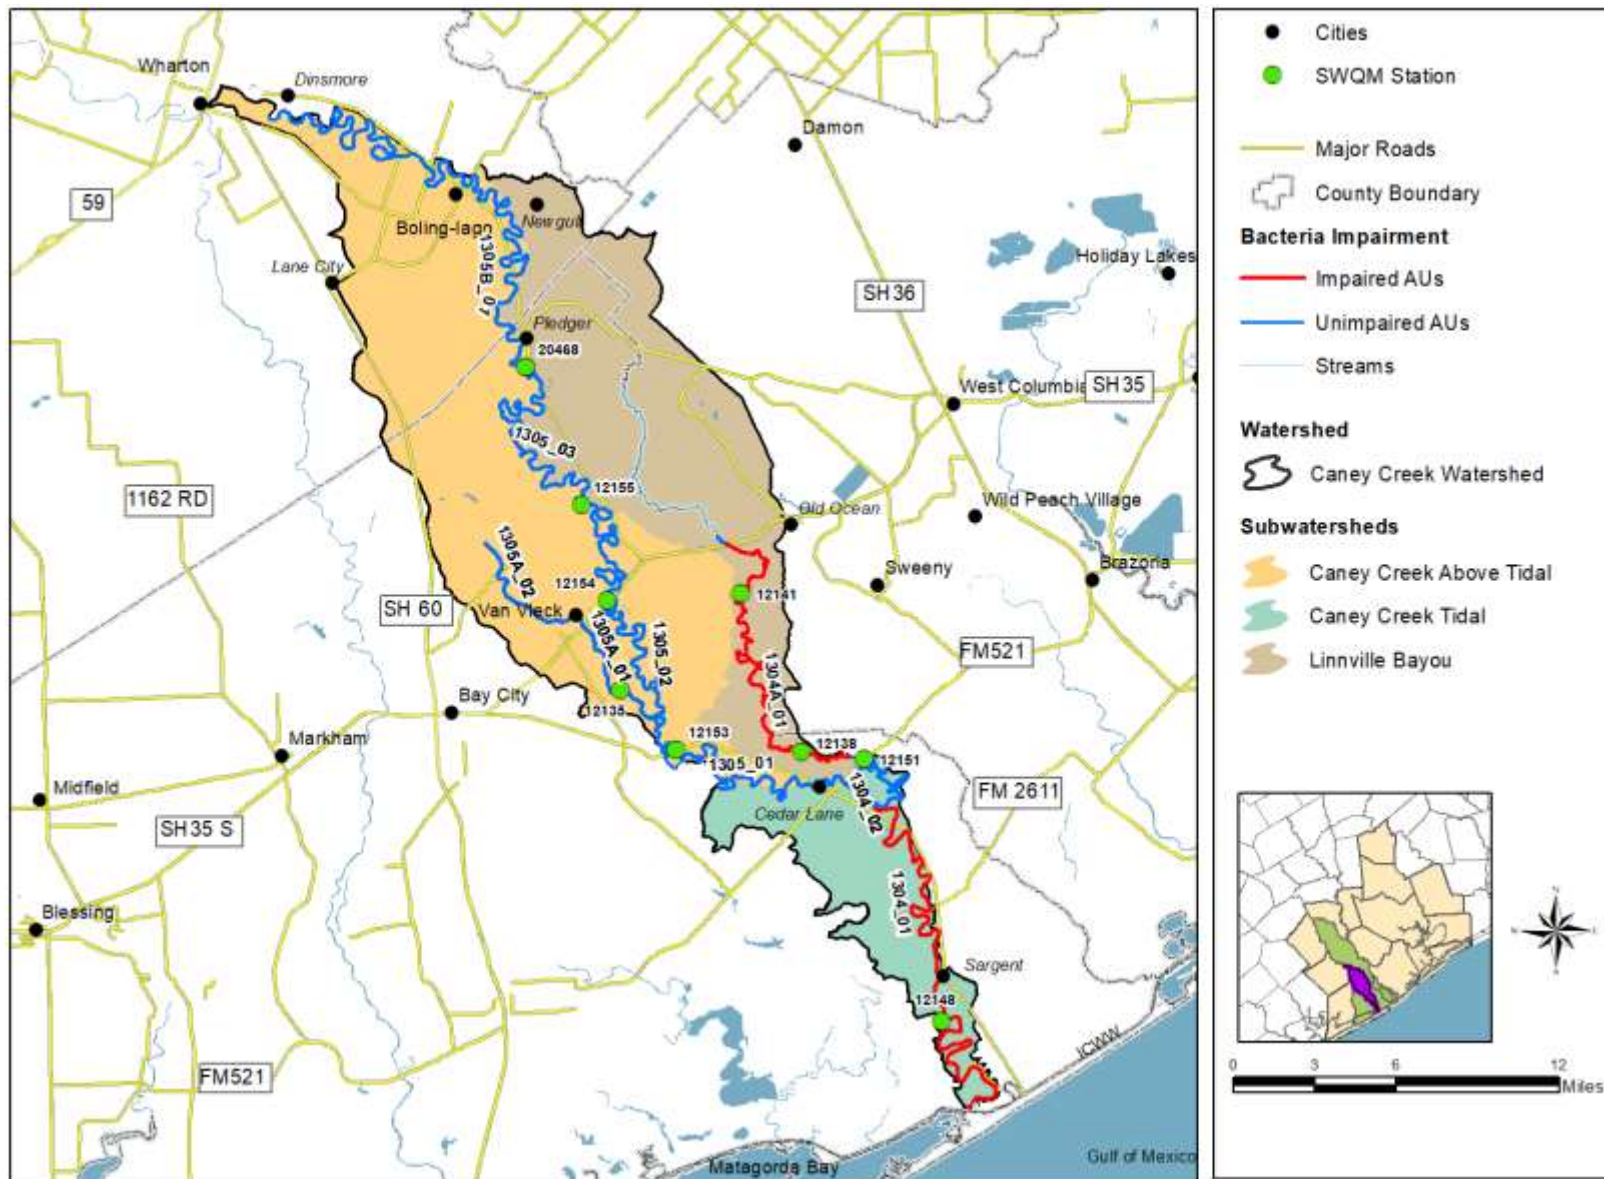 Wharton
Dinsmore
Damon
59
Boling-Iago
Newgulf
Lane City
1305B_01
Holiday Lakes
SH 36
Pledger
20468
West Columbia
SH 35
1305_03
1162 RD
12155
Old Ocean
Wild Peach Village
1305A_02
12154
12141
Sweeny
Brazoria
SH 60
Van Vleck
1305A_01
1305_02
1304A_01
FM521
Bay City
12135
12153
12138
12151
Markham
1305_01
Midfield
Cedar Lane
1304_02
FM 2611
SH35 S
1304_01
Blessing
Sargent
12148
ICWW
FM521
Matagorda Bay
Gulf of Mexico
Cities
SWQM Station
Major Roads
County Boundary
Bacteria Impairment
Impaired AUs
Unimpaired AUs
Streams
Watershed
Caney Creek Watershed
Subwatersheds
Caney Creek Above Tidal
Caney Creek Tidal
Linnville Bayou
N
W
E
S
0 3 6 12
Miles